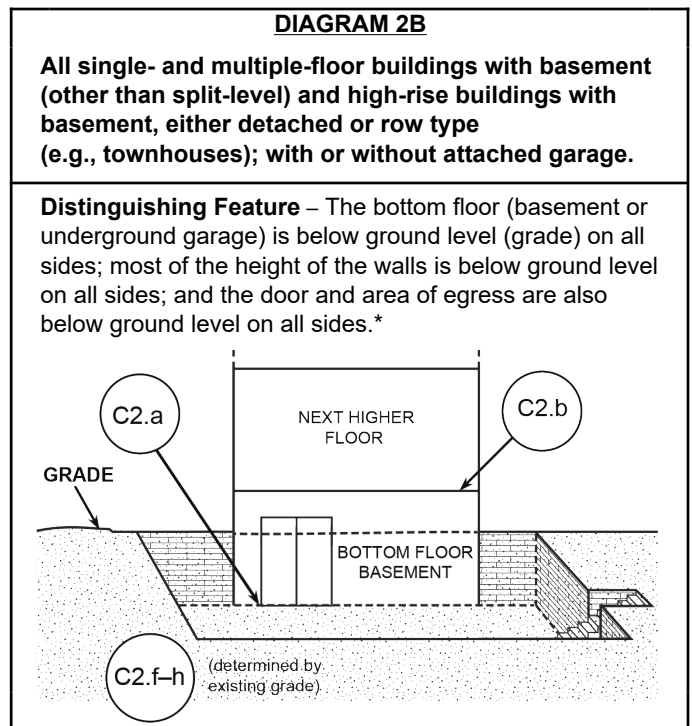 DIAGRAM 2B
All single- and multiple-floor buildings with basement
(other than split-level) and high-rise buildings with
basement, either detached or row type
(e.g., townhouses); with or without attached garage.
Distinguishing Feature – The bottom floor (basement or
underground garage) is below ground level (grade) on all
sides; most of the height of the walls is below ground level
on all sides; and the door and area of egress are also
below ground level on all sides.*
C2.a
NEXT HIGHER
FLOOR
C2.b
GRADE
BOTTOM FLOOR
BASEMENT
C2.f–h
(determined by
existing grade)